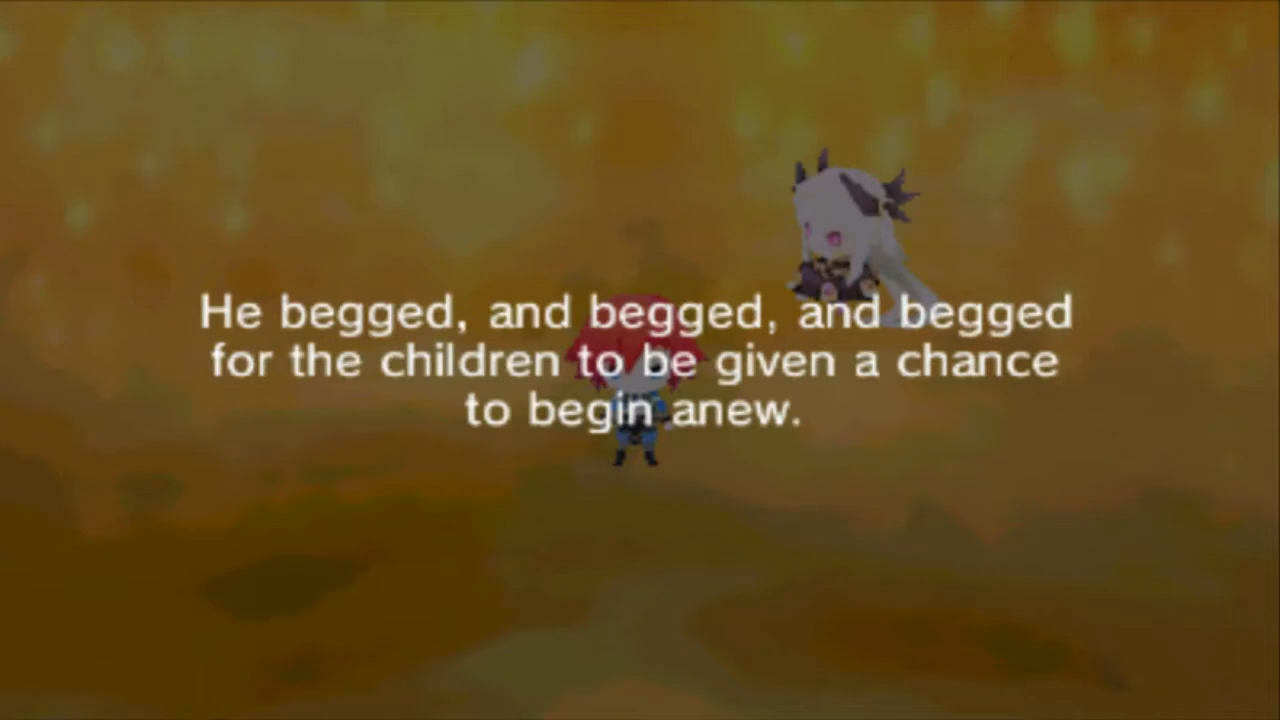 He begged, and begged, and begged
for the children to be given a chance
to begin anew.